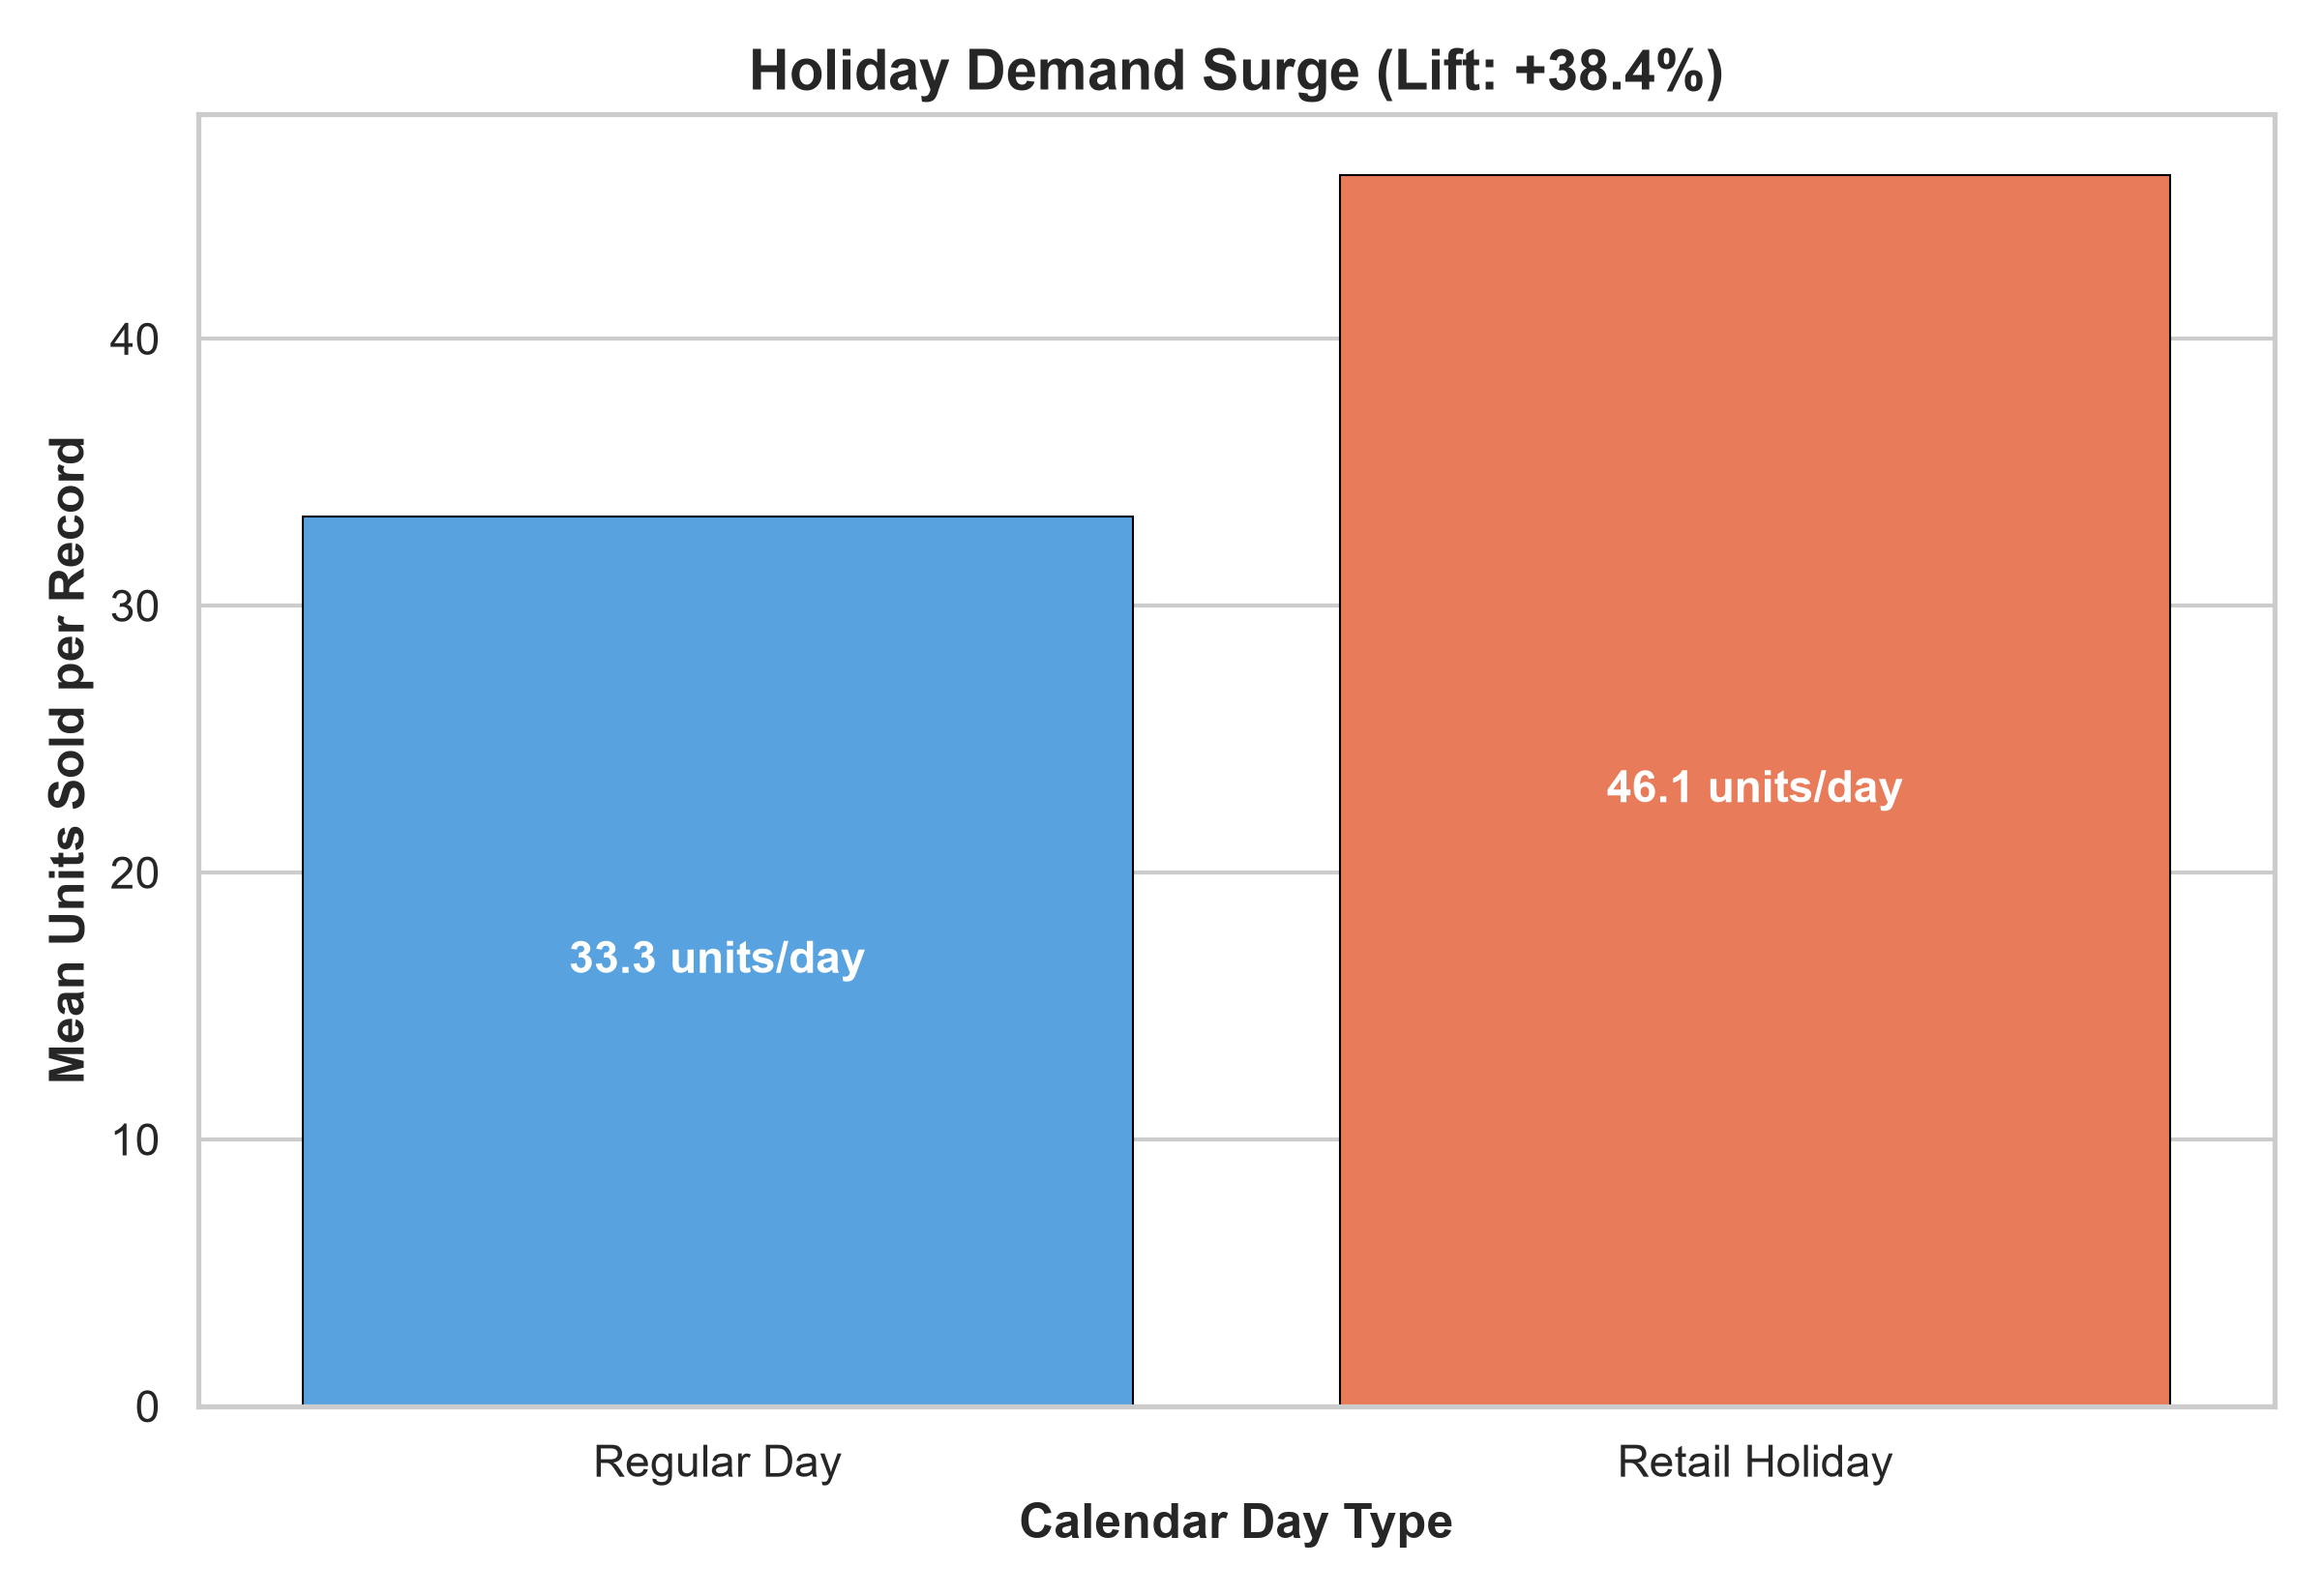 Holiday Demand Surge (Lift: +38.4%)
Mean Units Sold per Record
40
30
20
10
0
33.3 units/day
46.1 units/day
Regular Day
Retail Holiday
Calendar Day Type